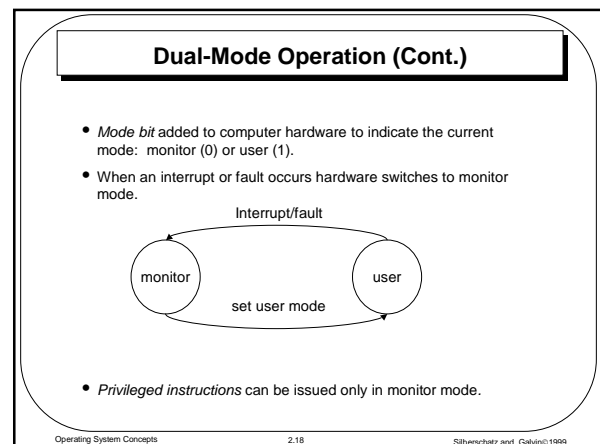 Dual-Mode Operation (Cont.)
• Mode bit added to computer hardware to indicate the current
mode: monitor (0) or user (1).
• When an interrupt or fault occurs hardware switches to monitor
mode.
Interrupt/fault
monitor
user
set user mode
• Privileged instructions can be issued only in monitor mode.
Operating System Concepts
2.18
Silberschatz and Galvin©1999